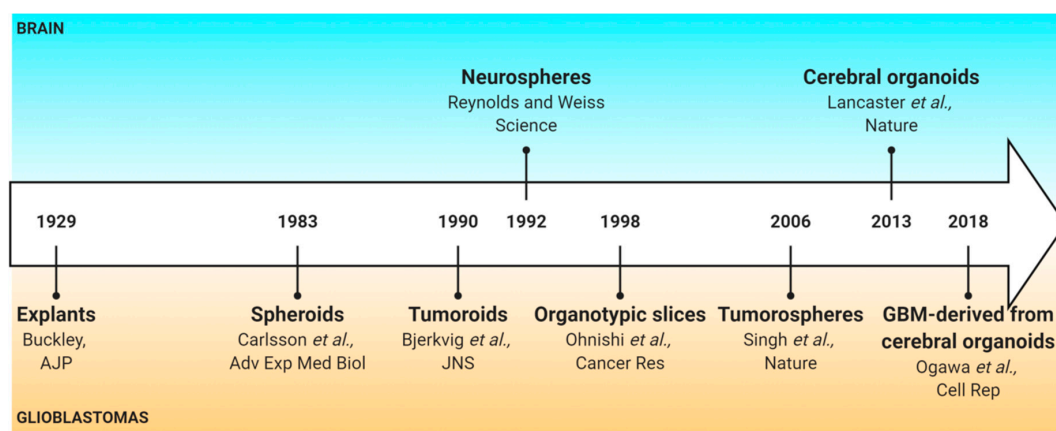 BRAIN
Neurospheres
Reynolds and Weiss
Science
Cerebral organoids
Lancaster et al.,
Nature
1929
1983
1990
1992
1998
2006
2013
2018
Explants
Buckley,
AJP
Spheroids
Carlsson et al.,
Adv Exp Med Biol
Tumoroids
Bjerkvig et al.,
JNS
Organotypic slices
Ohnishi et al.,
Cancer Res
Tumorospheres
Singh et al.,
Nature
GBM-derived from
cerebral organoids
Ogawa et al.,
Cell Rep
GLIOBLASTOMAS